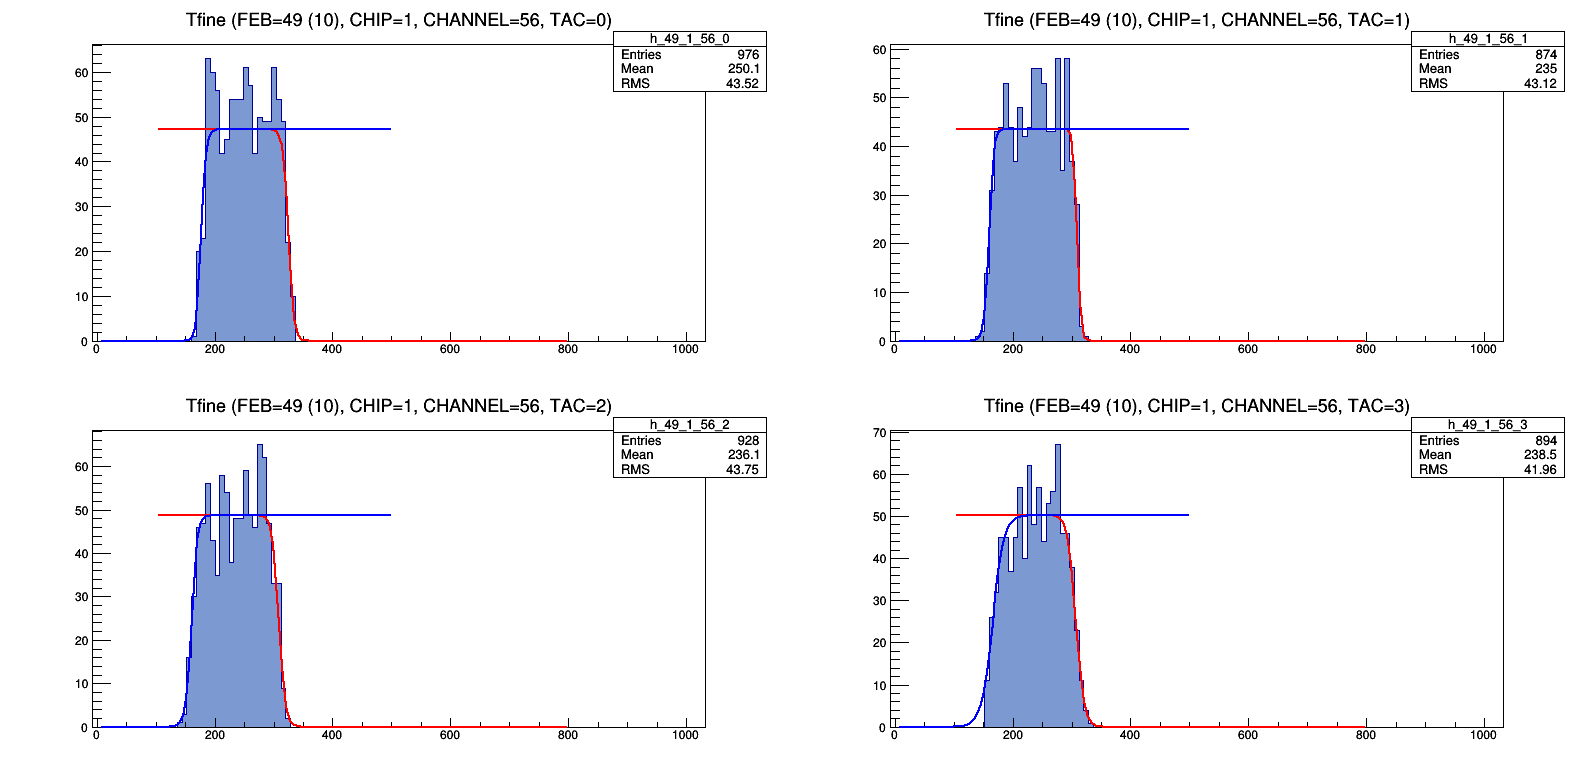 Tfine (FEB=49 (10), CHIP=1, CHANNEL=56, TAC=0)
h_49_1_56_0
Entries 976
Mean 250.1
RMS 43.52
60
50
40
30
20
10
0
0 200 400 600 800 1000
Tfine (FEB=49 (10), CHIP=1, CHANNEL=56, TAC=1)
h_49_1_56_1
Entries 874
Mean 235
RMS 43.12
60
50
40
30
20
10
0
0 200 400 600 800 1000
Tfine (FEB=49 (10), CHIP=1, CHANNEL=56, TAC=2)
h_49_1_56_2
Entries 928
Mean 236.1
RMS 43.75
60
50
40
30
20
10
0
0 200 400 600 800 1000
Tfine (FEB=49 (10), CHIP=1, CHANNEL=56, TAC=3)
h_49_1_56_3
Entries 894
Mean 238.5
RMS 41.96
70
60
50
40
30
20
10
0
0 200 400 600 800 1000